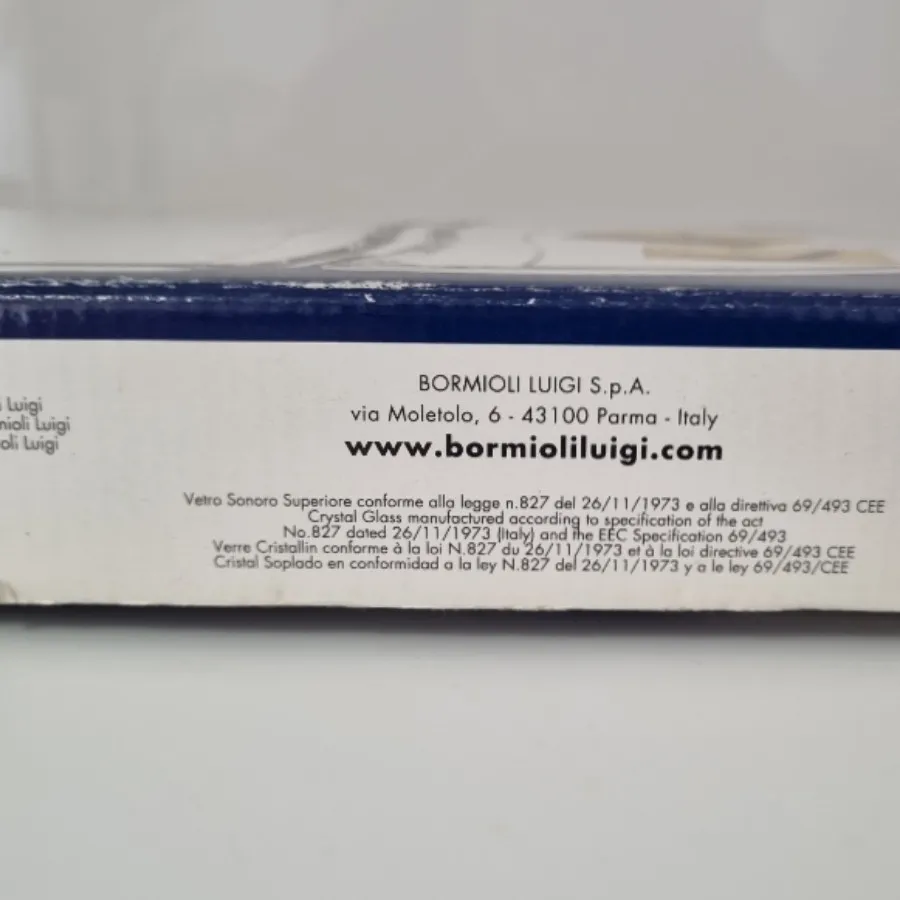 Luigi
Luigi
Luigi
BORMIOLI LUIGI S.p.A.
via Moletolo, 6 - 43100 Parma - Italy
www.bormioliluigi.com
Vetro Sonoro Superiore conforme alla legge n.827 del 26/11/1973 e alla direttiva 69/493 CEE
Crystal Glass manufactured according to specification of the act
No.827 dated 26/11/1973 (Italy) and the EEC Specification 69/493
Verre Cristallin conforme à la loi N.827 du 26/11/1973 et à la loi directive 69/493 CEE
Cristal Soplado en conformidad a la ley N.827 del 26/11/1973 y a le ley 69/493/CEE